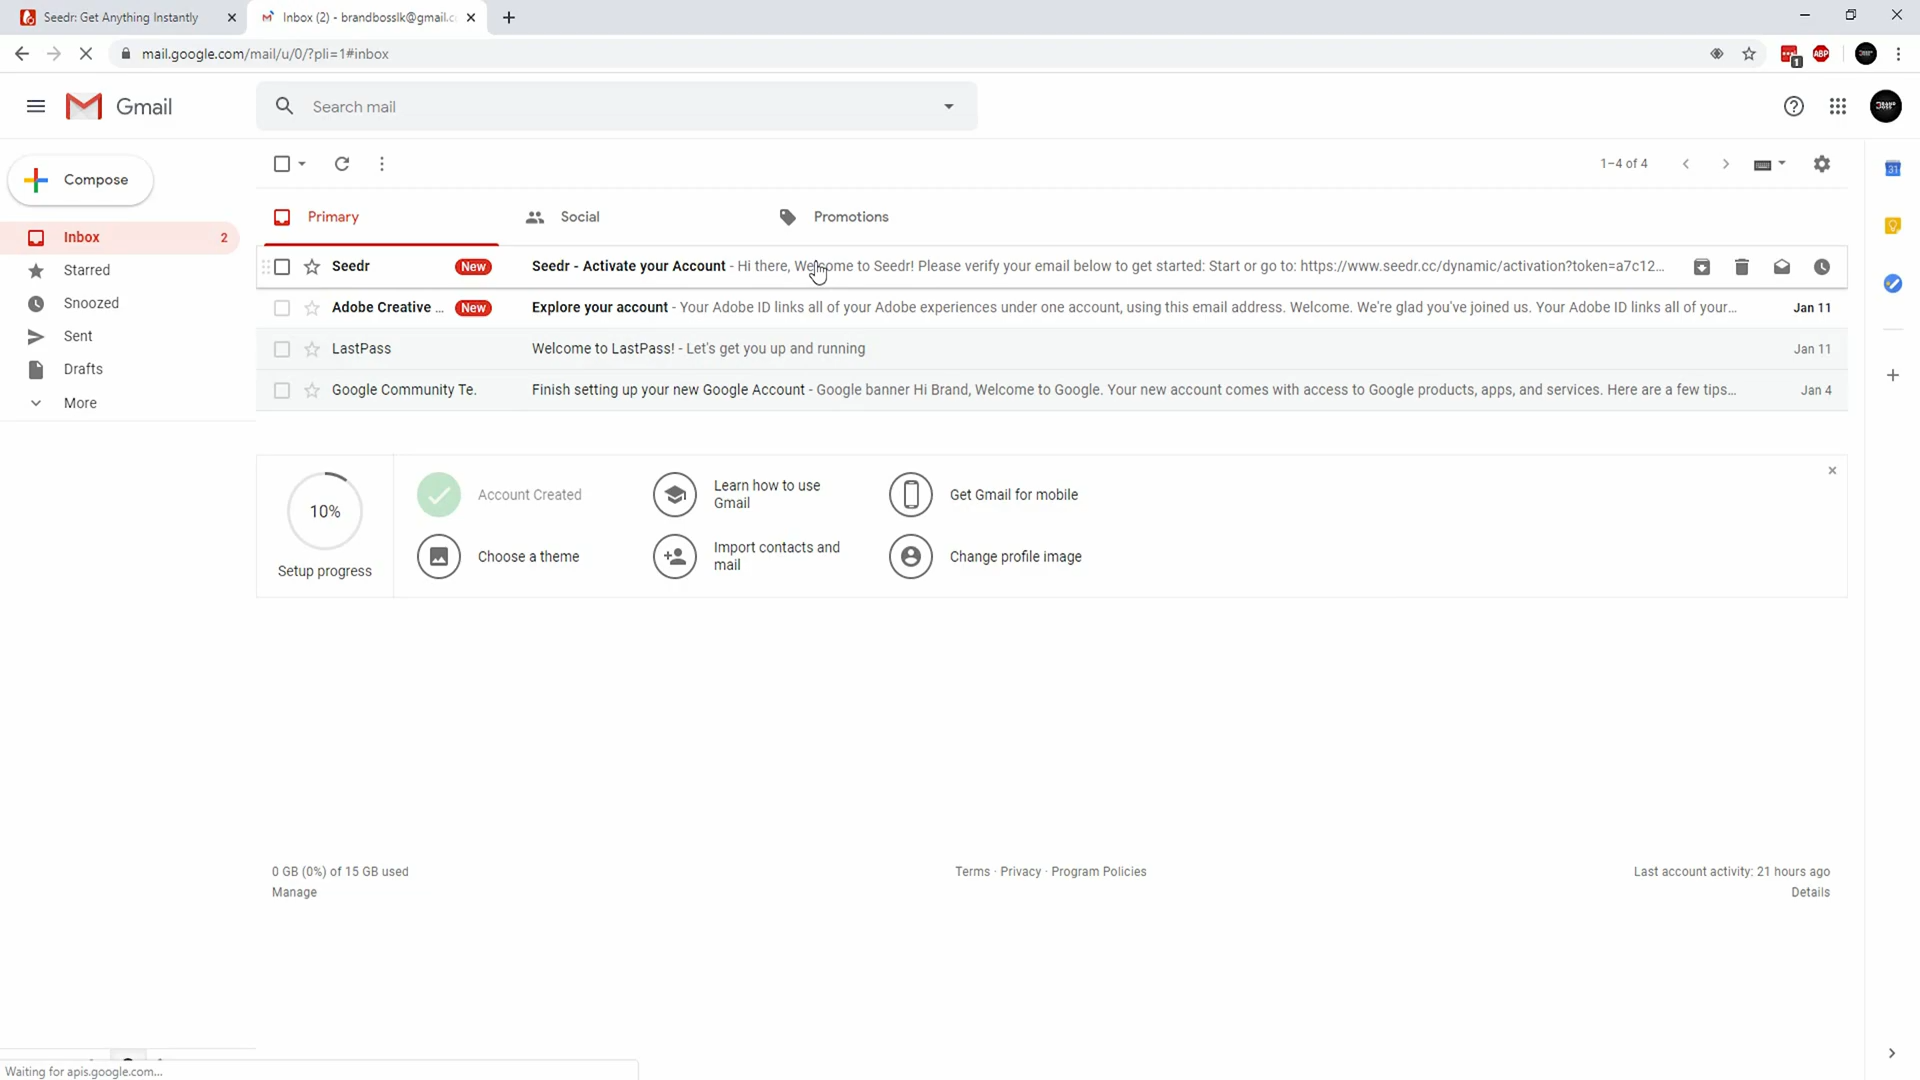 Seedr: Get Anything Instantly
Inbox (2) - brandbosslk@gmail.c
mail.google.com/mail/u/0/?pli=1#inbox
1
ABP
Gmail
Search mail
Compose
1–4 of 4
31
Primary
Social
Promotions
Inbox 2
Starred
Snoozed
Sent
Drafts
More
Seedr New Seedr - Activate your Account - Hi there, Welcome to Seedr! Please verify your email below to get started: Start or go to: https://www.seedr.cc/dynamic/activation?token=a7c12...
Adobe Creative ... New Explore your account - Your Adobe ID links all of your Adobe experiences under one account, using this email address. Welcome. We're glad you've joined us. Your Adobe ID links all of your... Jan 11
LastPass Welcome to LastPass! - Let's get you up and running Jan 11
Google Community Te. Finish setting up your new Google Account - Google banner Hi Brand, Welcome to Google. Your new account comes with access to Google products, apps, and services. Here are a few tips... Jan 4
10%
Setup progress
Account Created
Learn how to use
Gmail
Get Gmail for mobile
Choose a theme
Import contacts and
mail
Change profile image
0 GB (0%) of 15 GB used
Manage
Terms · Privacy · Program Policies
Last account activity: 21 hours ago
Details
Waiting for apis.google.com...